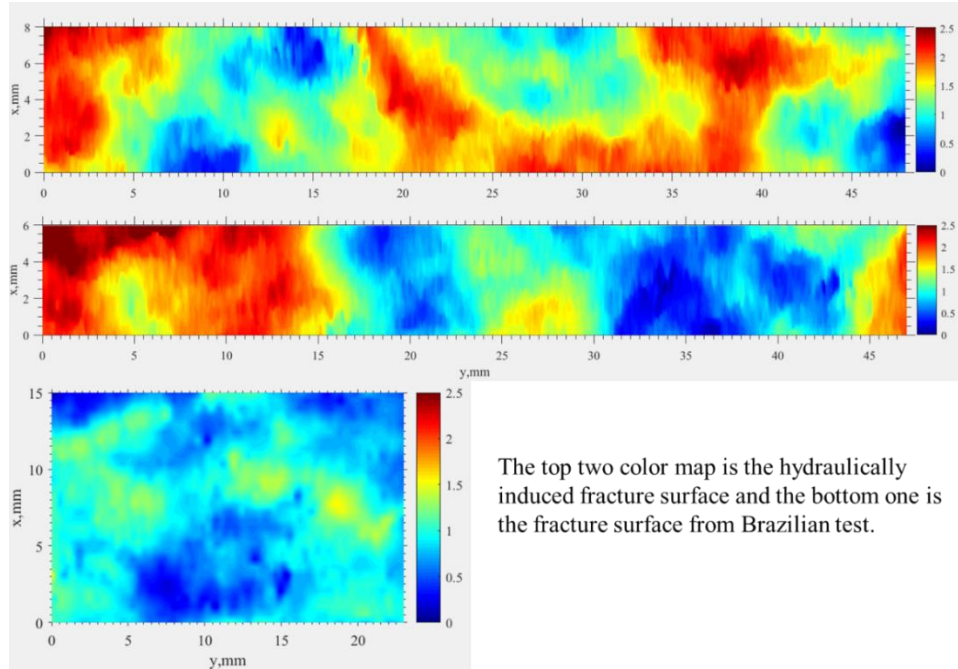 8
6
4
2
0
x,mm
0 5 10 15 20 25 30 35 40 45
2.5
2
1.5
1
0.5
0
6
4
2
0
x,mm
0 5 10 15 20 25 30 35 40 45
y,mm
2.5
2
1.5
1
0.5
0
15
10
5
0
x,mm
0 5 10 15 20
y,mm
2.5
2
1.5
1
0.5
0
The top two color map is the hydraulically
induced fracture surface and the bottom one is
the fracture surface from Brazilian test.